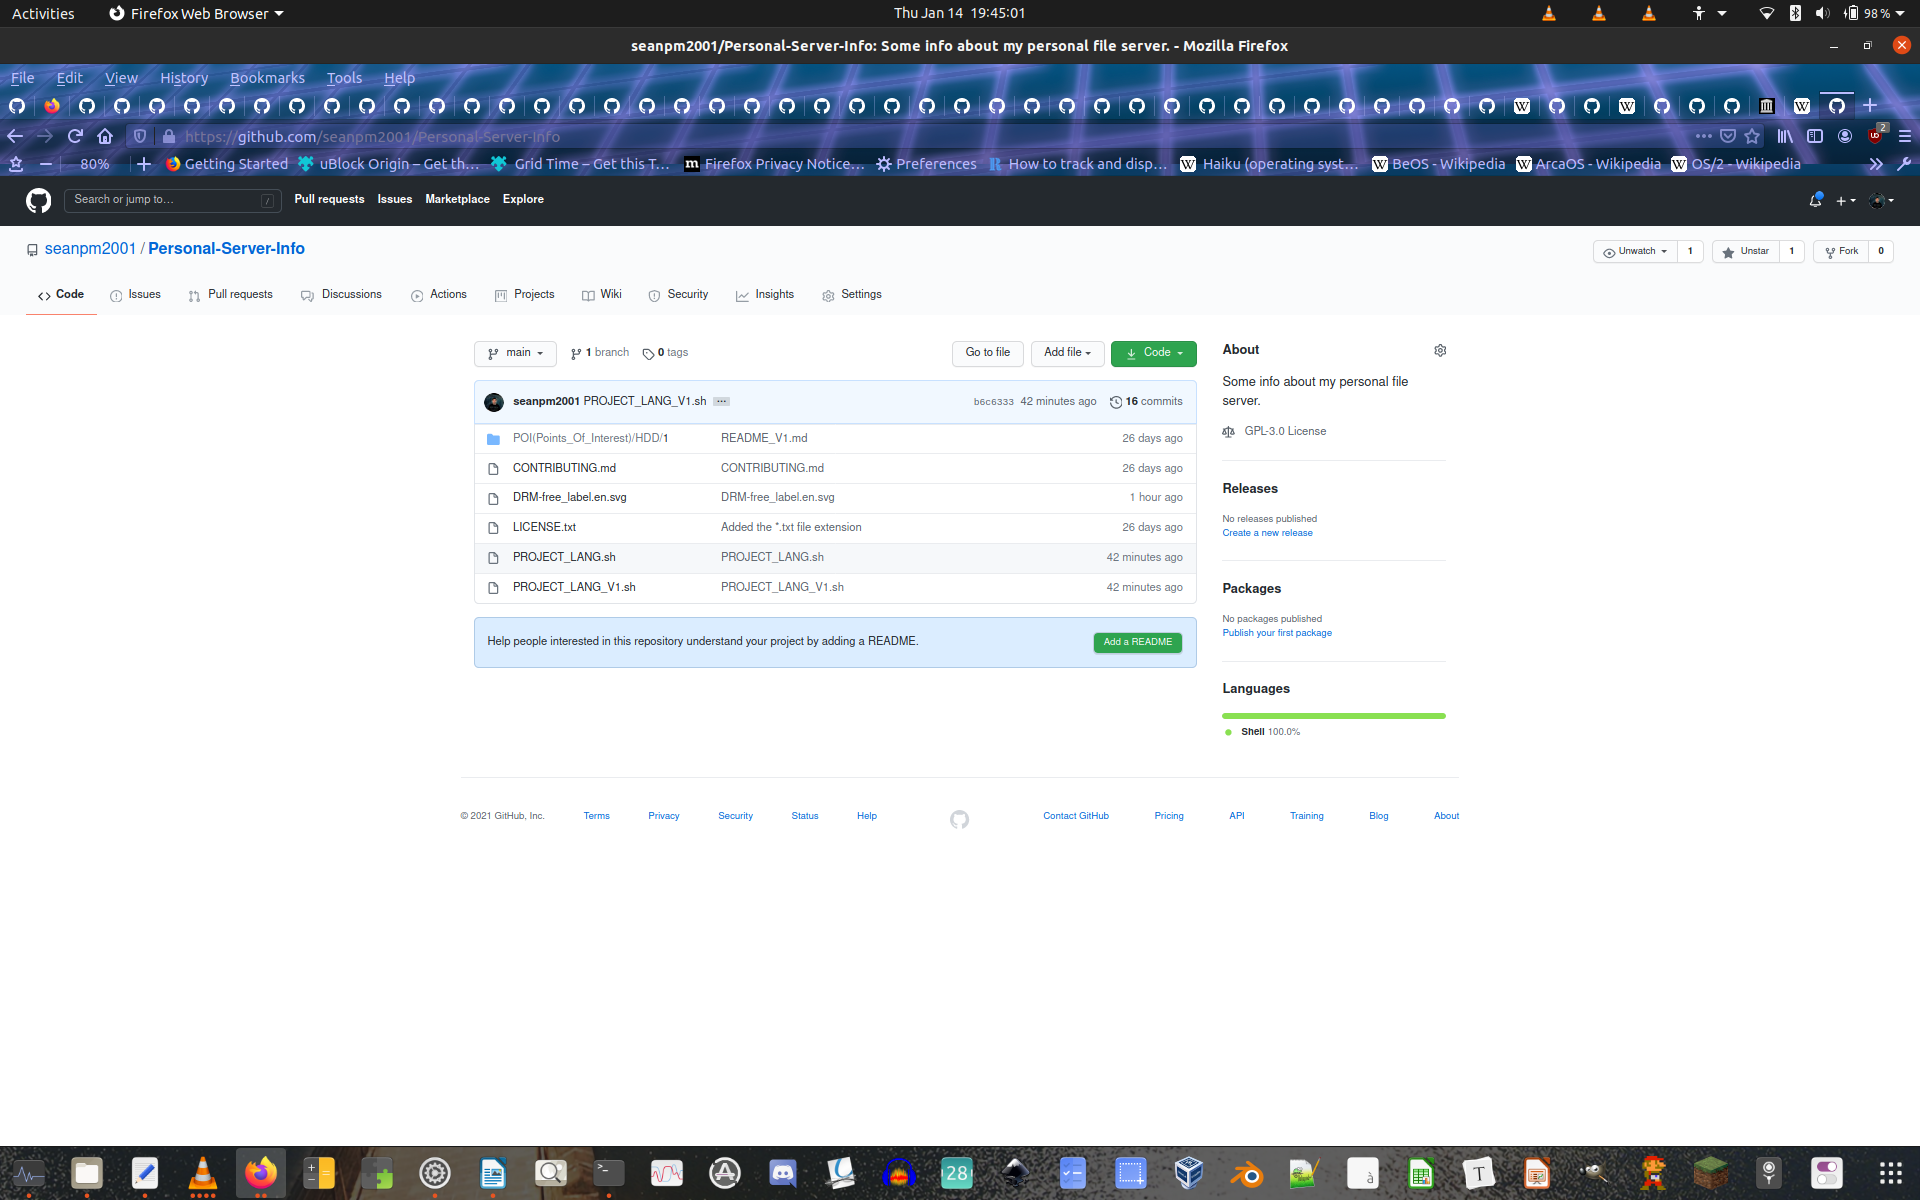 Activities Firefox Web Browser Thu Jan 14 19:45:01 98 %
seanpm2001/Personal-Server-Info: Some info about my personal file server. - Mozilla Firefox
File Edit View History Bookmarks Tools Help
https://github.com/seanpm2001/Personal-Server-Info 2
80% Getting Started uBlock Origin – Get th… Grid Time – Get this T… Firefox Privacy Notice… Preferences How to track and disp… Haiku (operating syst… BeOS - Wikipedia ArcaOS - Wikipedia OS/2 - Wikipedia
Search or jump to… / Pull requests Issues Marketplace Explore
seanpm2001 / Personal-Server-Info Unwatch 1 Unstar 1 Fork 0
Code Issues Pull requests Discussions Actions Projects Wiki Security Insights Settings
main 1 branch 0 tags Go to file Add file Code
seanpm2001 PROJECT_LANG_V1.sh ... b6c6333 42 minutes ago 16 commits
POI(Points_Of_Interest)/HDD/1 README_V1.md 26 days ago
CONTRIBUTING.md CONTRIBUTING.md 26 days ago
DRM-free_label.en.svg DRM-free_label.en.svg 1 hour ago
LICENSE.txt Added the *.txt file extension 26 days ago
PROJECT_LANG.sh PROJECT_LANG.sh 42 minutes ago
PROJECT_LANG_V1.sh PROJECT_LANG_V1.sh 42 minutes ago
Help people interested in this repository understand your project by adding a README. Add a README
About
Some info about my personal file
server.
GPL-3.0 License
Releases
No releases published
Create a new release
Packages
No packages published
Publish your first package
Languages
Shell 100.0%
© 2021 GitHub, Inc. Terms Privacy Security Status Help Contact GitHub Pricing API Training Blog About
28